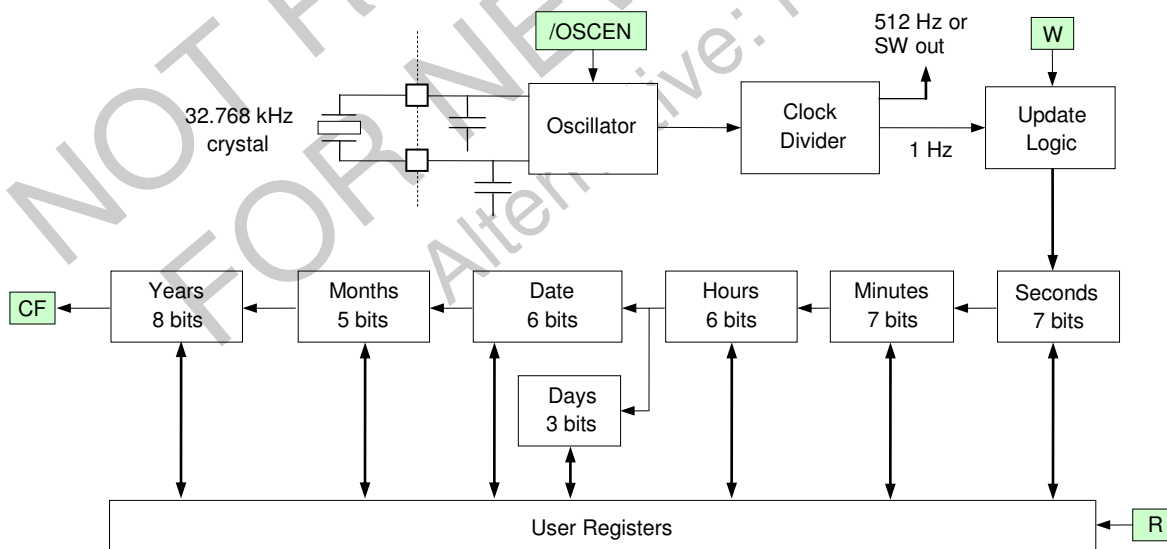 /OSCEN
512 Hz or
SW out
W
32.768 kHz
crystal
Oscillator
Clock
Divider
1 Hz
Update
Logic
CF
Years
8 bits
Months
5 bits
Date
6 bits
Hours
6 bits
Minutes
7 bits
Seconds
7 bits
Days
3 bits
User Registers
R
NOT
FOR